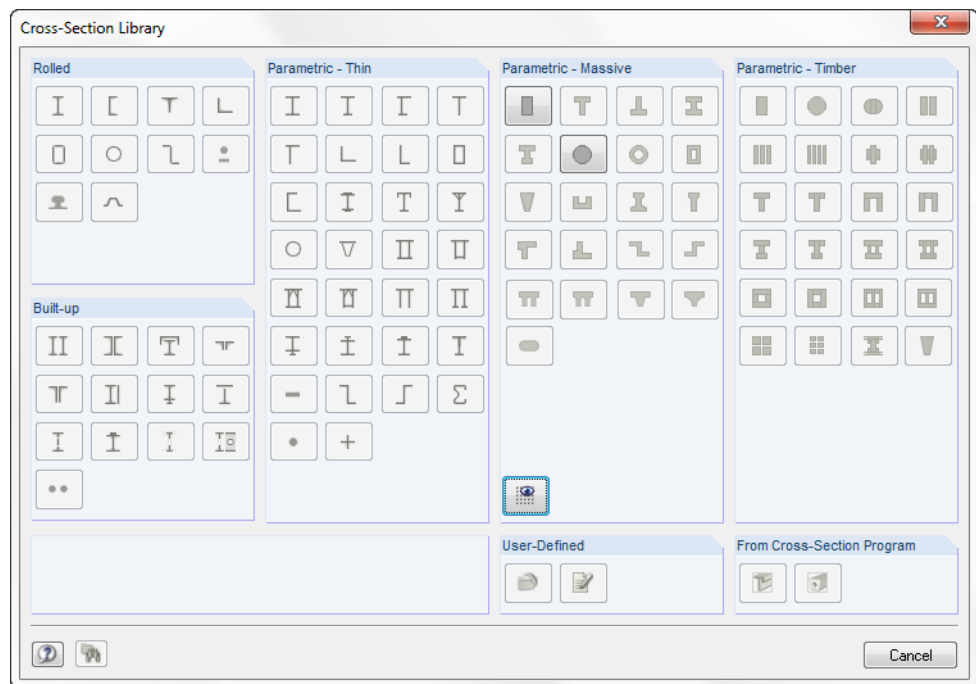 Cross-Section Library
Rolled
Parametric - Thin
Parametric - Massive
Parametric - Timber
Built-up
User-Defined
From Cross-Section Program
Cancel